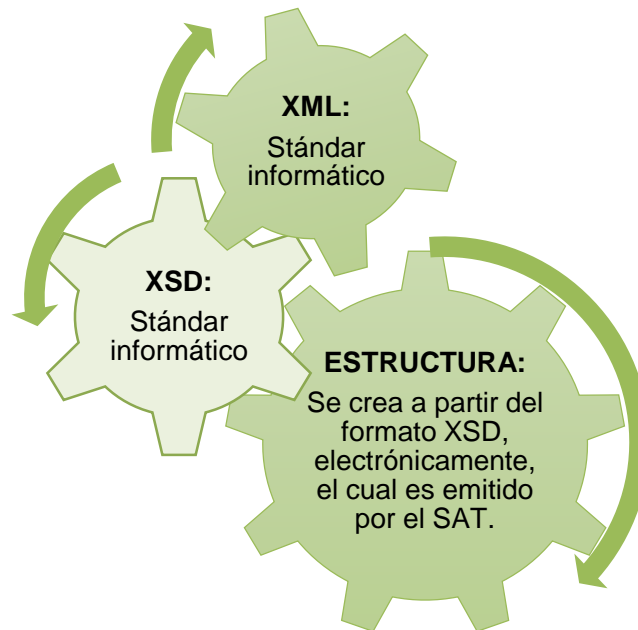 XML:
Stándar
informático
XSD:
Stándar
informático
ESTRUCTURA:
Se crea a partir del
formato XSD,
electrónicamente,
el cual es emitido
por el SAT.